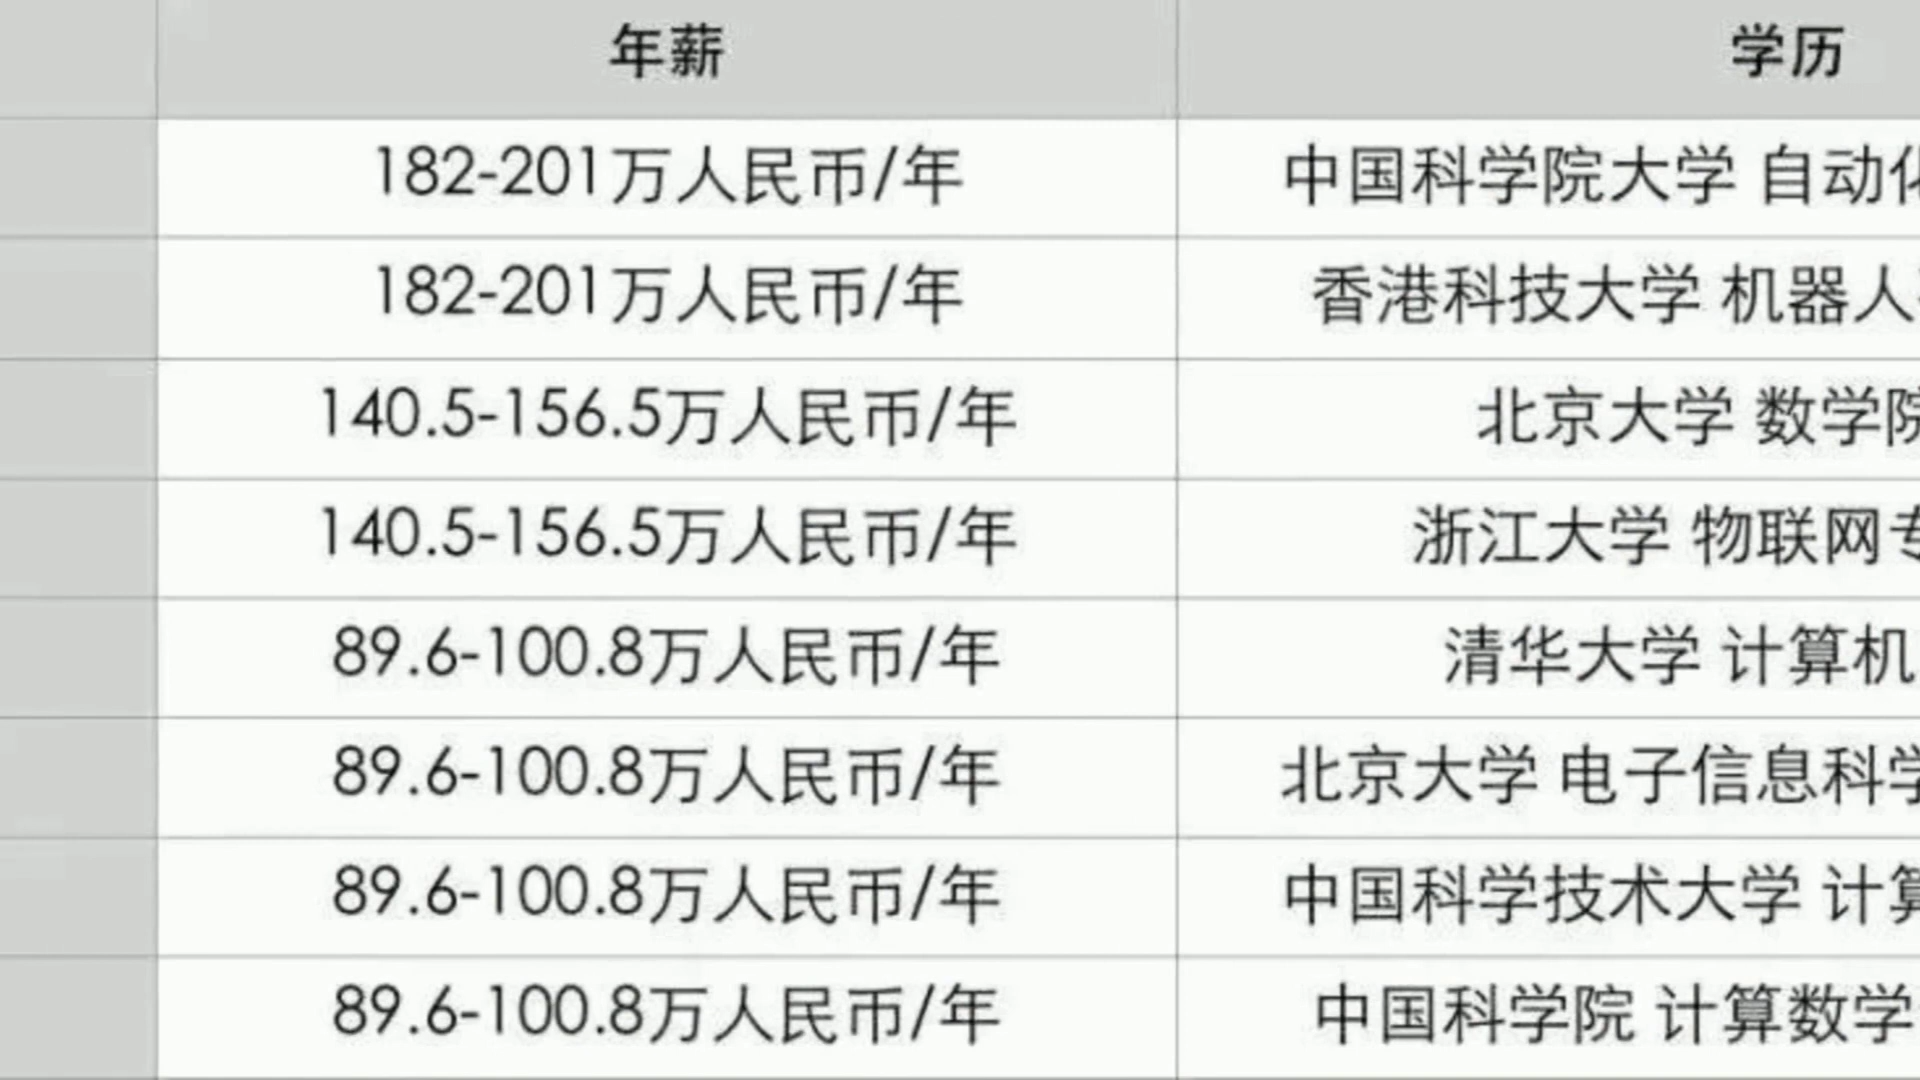 年薪 学历
182-201万人民币/年 中国科学院大学 自动化
182-201万人民币/年 香港科技大学 机器人
140.5-156.5万人民币/年 北京大学 数学院
140.5-156.5万人民币/年 浙江大学 物联网专
89.6-100.8万人民币/年 清华大学 计算机
89.6-100.8万人民币/年 北京大学 电子信息科学
89.6-100.8万人民币/年 中国科学技术大学 计算
89.6-100.8万人民币/年 中国科学院 计算数学